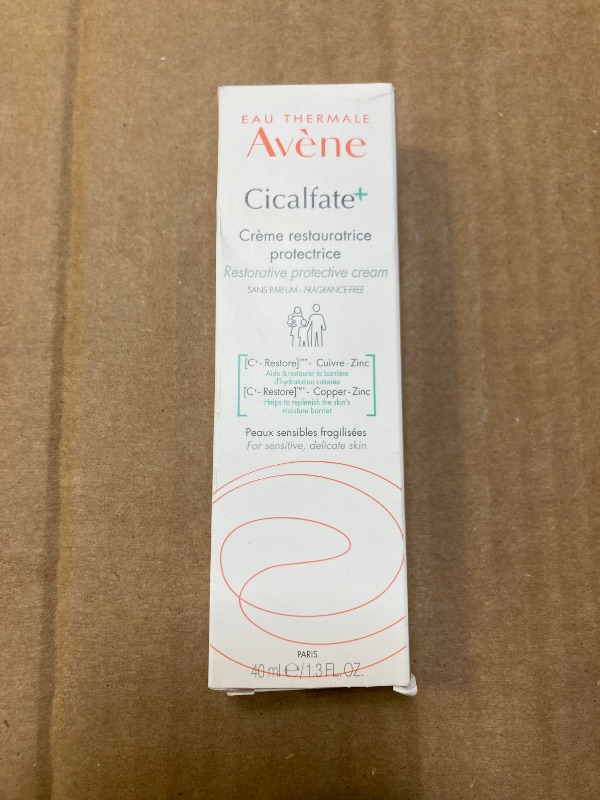 EAU THERMALE
Avène
Cicalfate+
Crème restauratrice
protectrice
Restorative protective cream
SANS PARFUM - FRAGRANCE-FREE
[C+- Restore]™* - Cuivre - Zinc
Aide à restaurer la barrière
d'hydratation cutanée
[C+- Restore]™* - Copper - Zinc
Helps to replenish the skin's
moisture barrier
Peaux sensibles fragilisées
For sensitive, delicate skin
PARIS
40 ml ℮/1.3 FL. OZ.